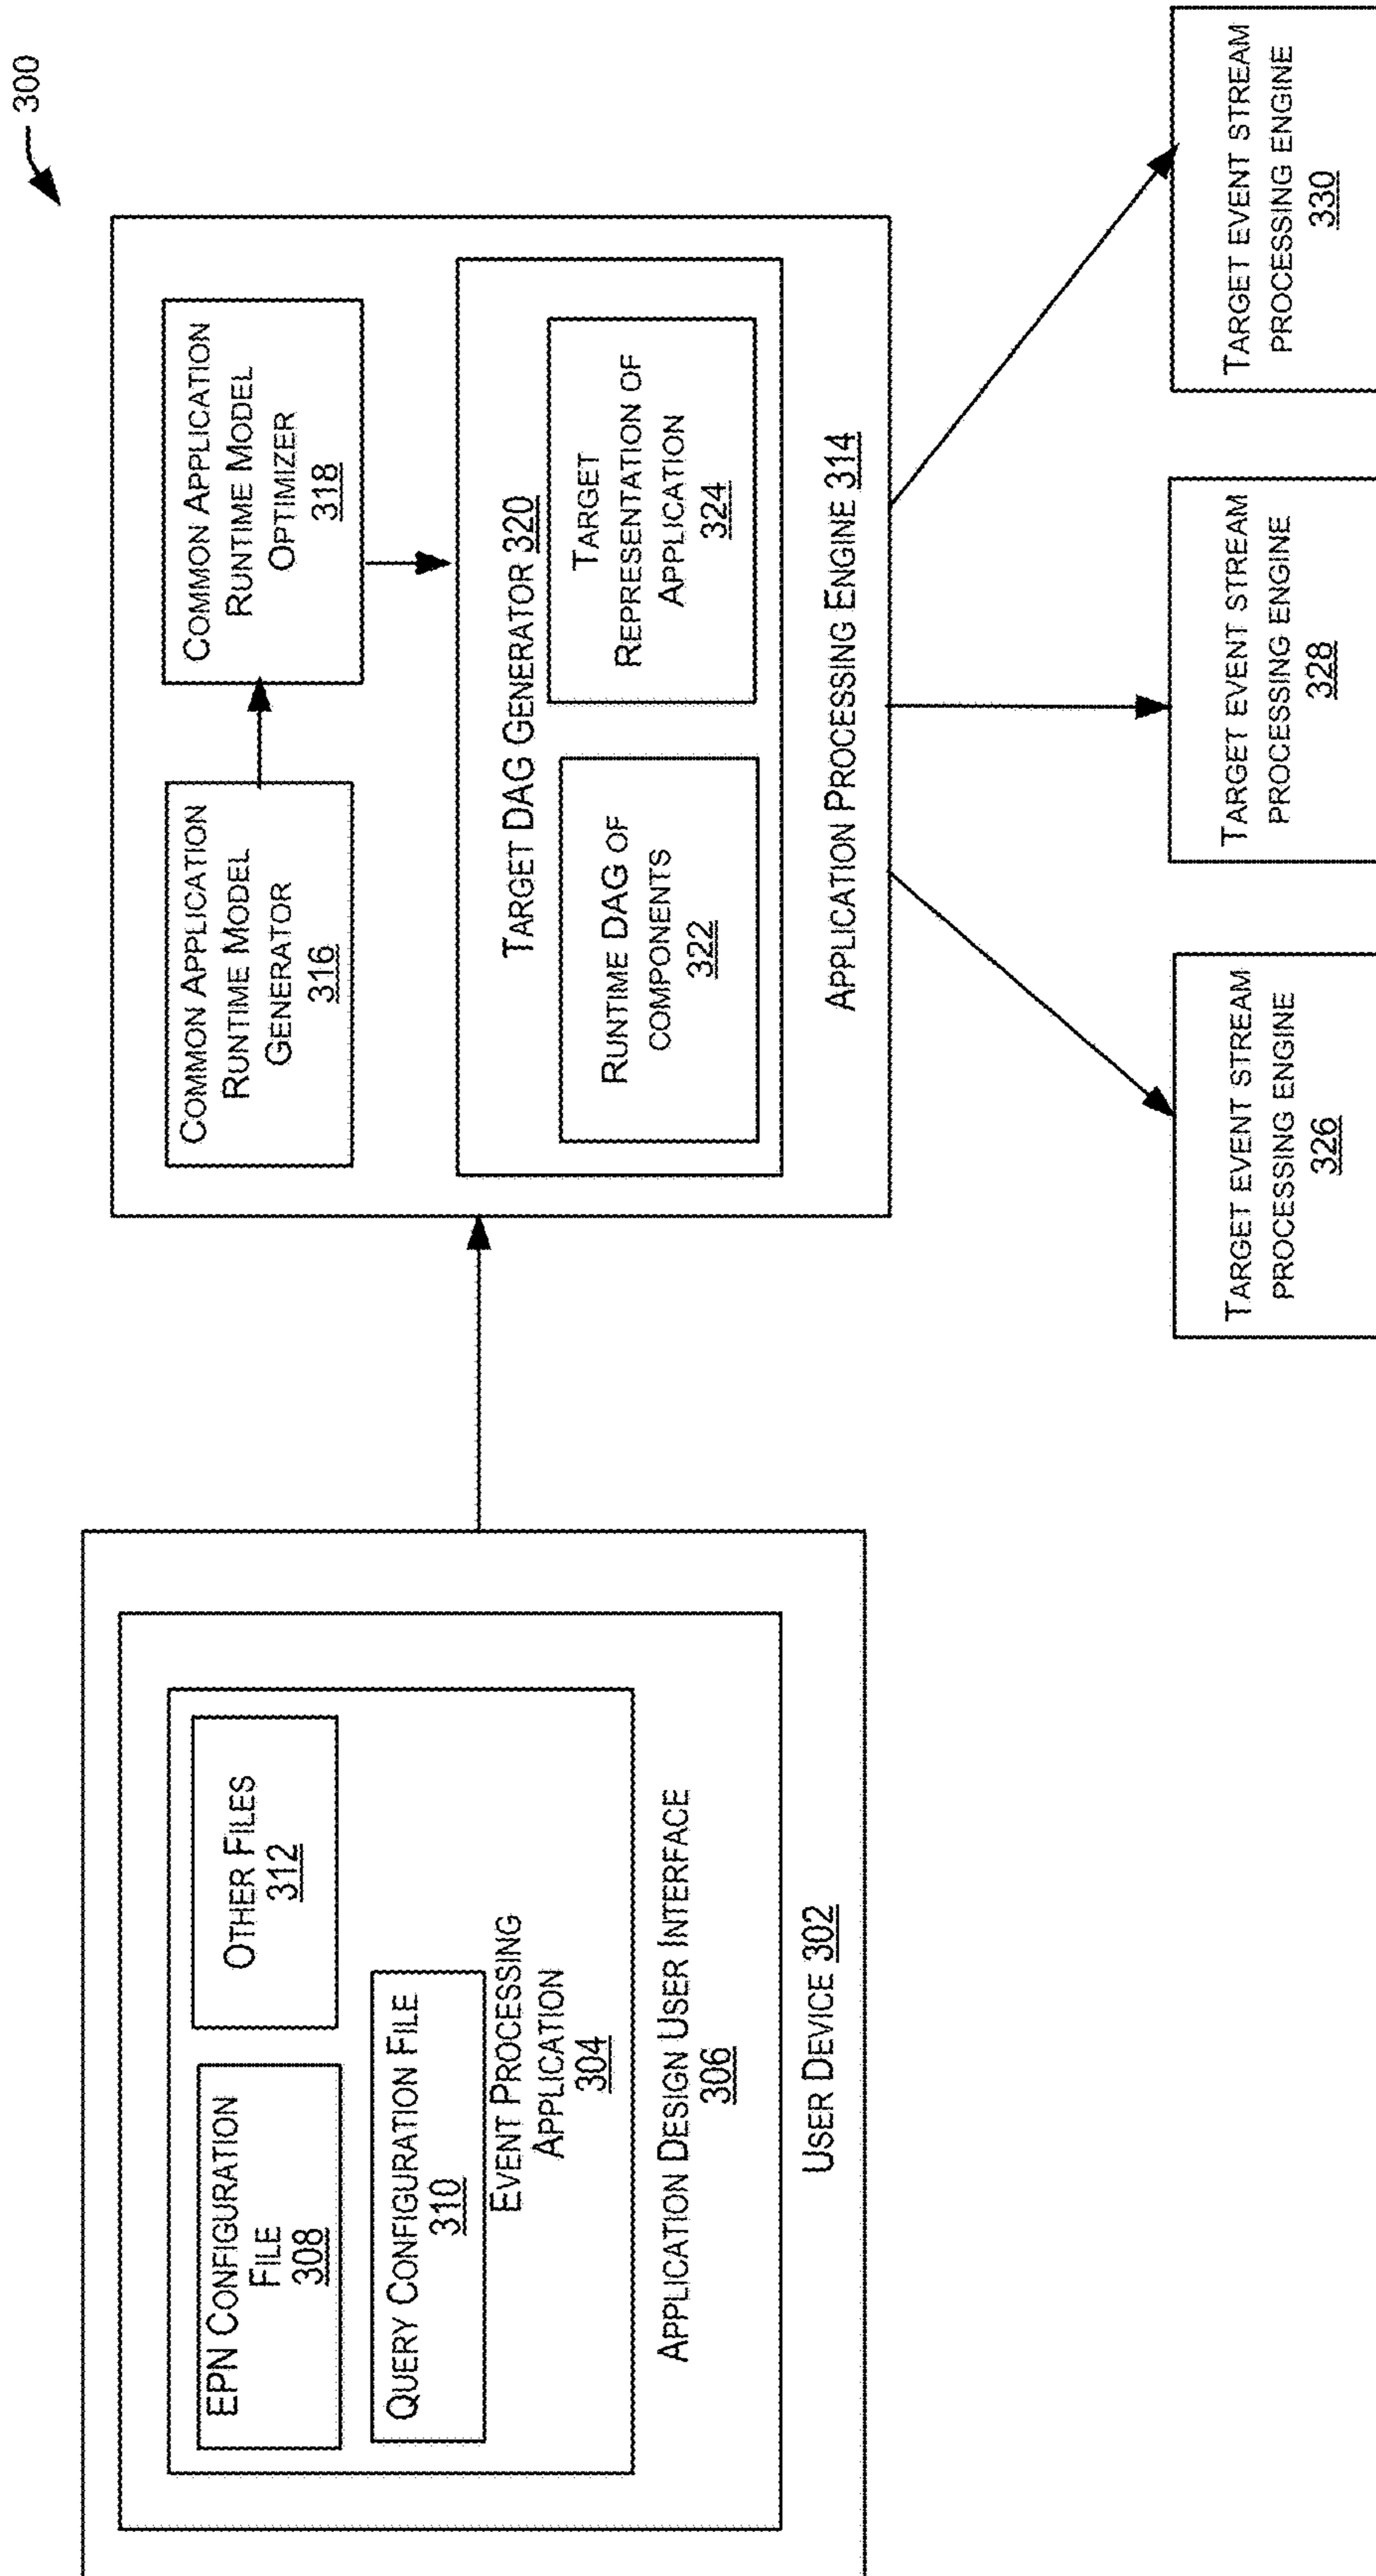 300
EPN CONFIGURATION
FILE
308
OTHER FILES
312
QUERY CONFIGURATION FILE
310
EVENT PROCESSING
APPLICATION
304
APPLICATION DESIGN USER INTERFACE
306
USER DEVICE 302
COMMON APPLICATION
RUNTIME MODEL
GENERATOR
316
COMMON APPLICATION
RUNTIME MODEL
OPTIMIZER
318
TARGET DAG GENERATOR 320
RUNTIME DAG OF
COMPONENTS
322
TARGET
REPRESENTATION OF
APPLICATION
324
APPLICATION PROCESSING ENGINE 314
TARGET EVENT STREAM
PROCESSING ENGINE
326
TARGET EVENT STREAM
PROCESSING ENGINE
328
TARGET EVENT STREAM
PROCESSING ENGINE
330